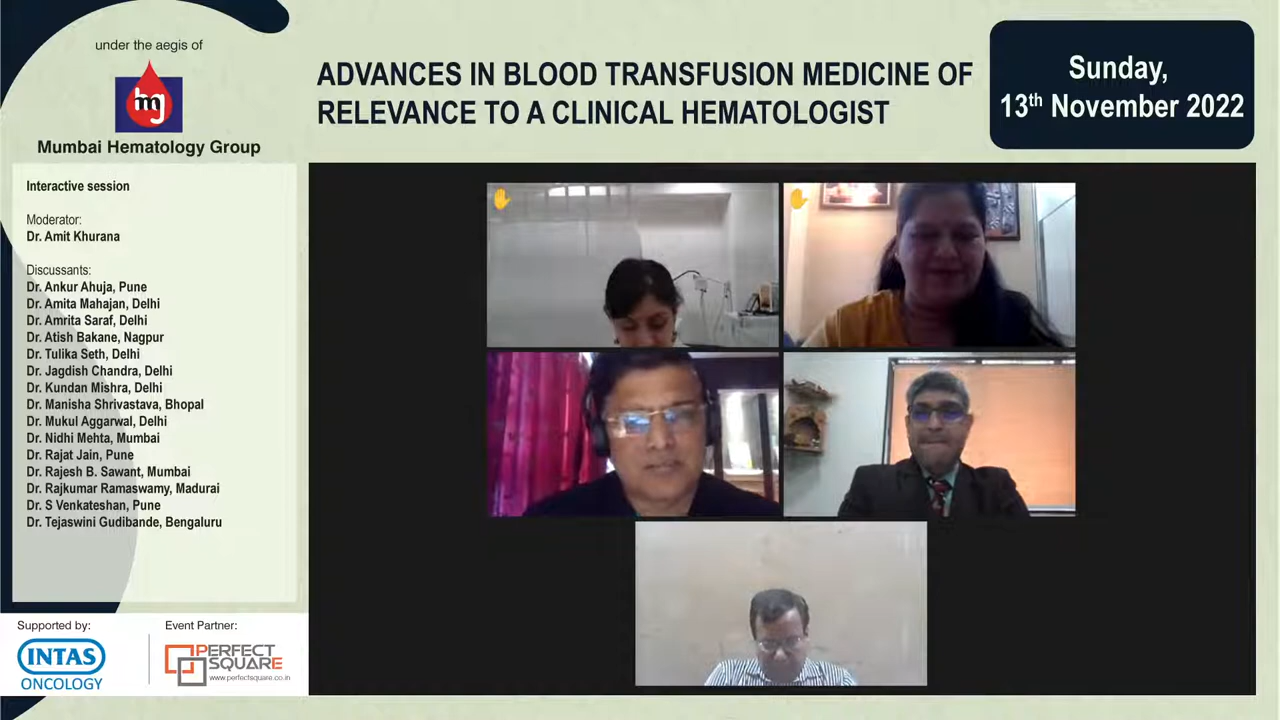 under the aegis of
hg
Mumbai Hematology Group
ADVANCES IN BLOOD TRANSFUSION MEDICINE OF
RELEVANCE TO A CLINICAL HEMATOLOGIST
Sunday,
13th November 2022
Interactive session
Moderator:
Dr. Amit Khurana
Discussants:
Dr. Ankur Ahuja, Pune
Dr. Amita Mahajan, Delhi
Dr. Amrita Saraf, Delhi
Dr. Atish Bakane, Nagpur
Dr. Tulika Seth, Delhi
Dr. Jagdish Chandra, Delhi
Dr. Kundan Mishra, Delhi
Dr. Manisha Shrivastava, Bhopal
Dr. Mukul Aggarwal, Delhi
Dr. Nidhi Mehta, Mumbai
Dr. Rajat Jain, Pune
Dr. Rajesh B. Sawant, Mumbai
Dr. Rajkumar Ramaswamy, Madurai
Dr. S Venkateshan, Pune
Dr. Tejaswini Gudibande, Bengaluru
Supported by:
INTAS
ONCOLOGY
Event Partner:
PERFECT
SQUARE
www.perfectsquare.co.in